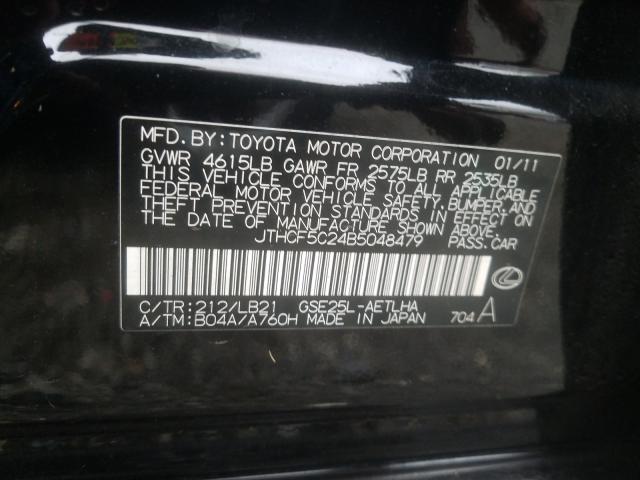 MFD. BY: TOYOTA MOTOR CORPORATION 01/11
GVWR 4615LB GAWR FR 2575LB RR 2535LB
THIS VEHICLE CONFORMS TO ALL APPLICABLE
FEDERAL MOTOR VEHICLE SAFETY, BUMPER, AND
THEFT PREVENTION STANDARDS IN EFFECT ON
THE DATE OF MANUFACTURE SHOWN ABOVE.
JTHCF5C24B5048479 PASS. CAR
C/TR: 212/LB21 GSE25L-AETLHA
A/TM: B04A/A760H MADE IN JAPAN 704 A